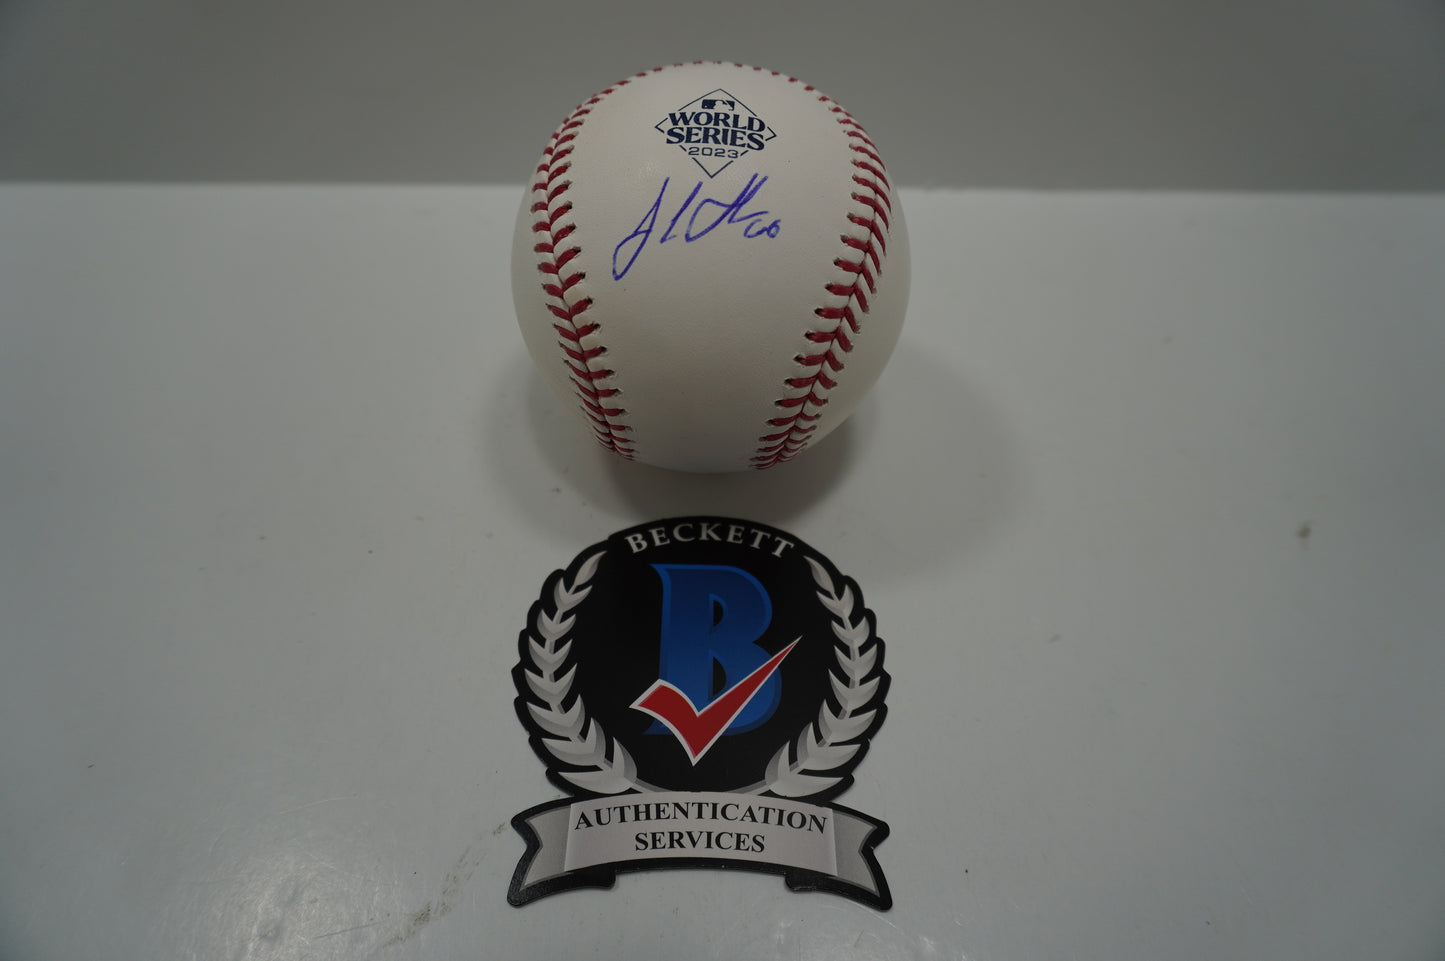 WORLD
SERIES
2023
BECKETT
B
AUTHENTICATION
SERVICES